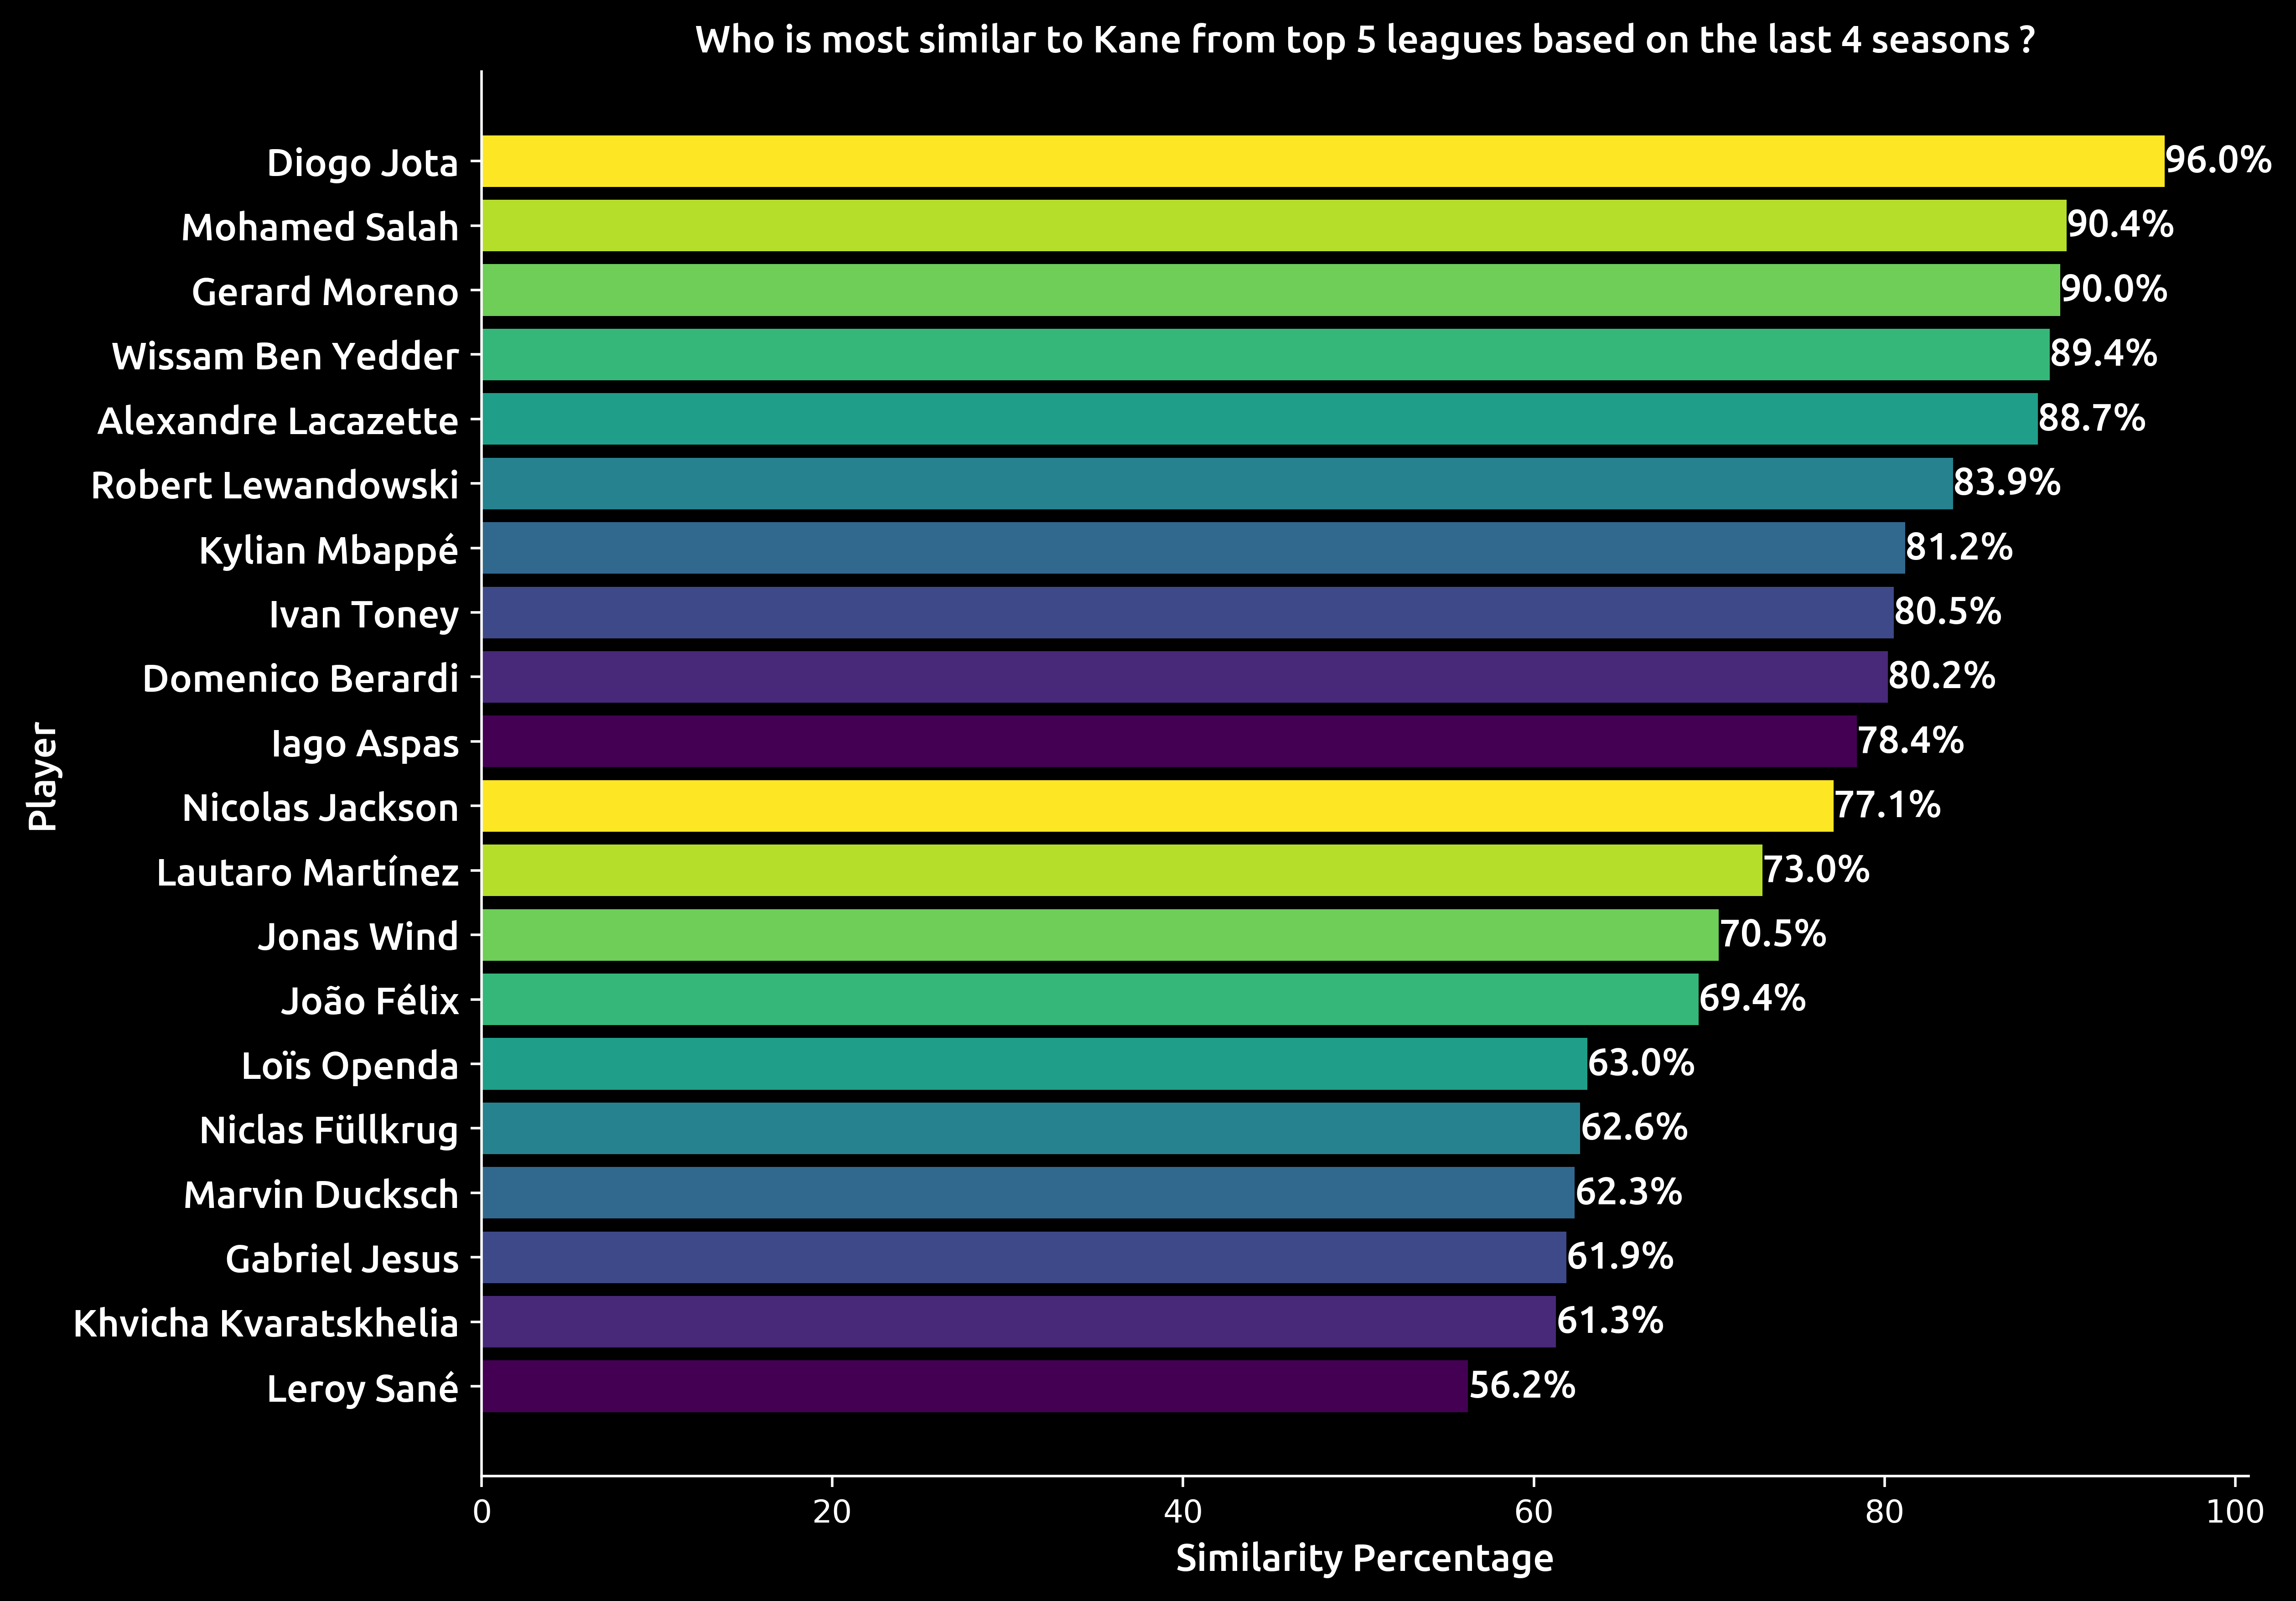 Who is most similar to Kane from top 5 leagues based on the last 4 seasons ?
Diogo Jota 96.0%
Mohamed Salah 90.4%
Gerard Moreno 90.0%
Wissam Ben Yedder 89.4%
Alexandre Lacazette 88.7%
Robert Lewandowski 83.9%
Kylian Mbappé 81.2%
Ivan Toney 80.5%
Domenico Berardi 80.2%
Iago Aspas 78.4%
Nicolas Jackson 77.1%
Lautaro Martínez 73.0%
Jonas Wind 70.5%
João Félix 69.4%
Loïs Openda 63.0%
Niclas Füllkrug 62.6%
Marvin Ducksch 62.3%
Gabriel Jesus 61.9%
Khvicha Kvaratskhelia 61.3%
Leroy Sané 56.2%
Player
0 20 40 60 80 100
Similarity Percentage